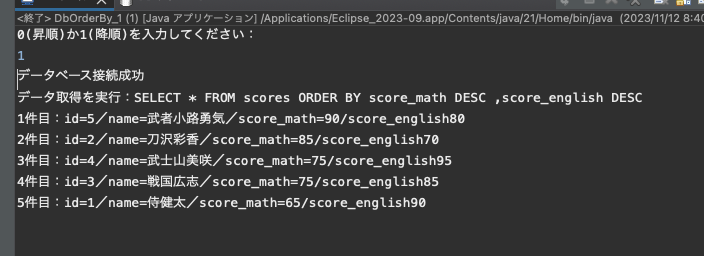 <終了> DbOrderBy_1 (1) [Java アプリケーション] /Applications/Eclipse_2023-09.app/Contents/java/21/Home/bin/java (2023/11/12 8:40
0(昇順)か1(降順)を入力してください：
1
データベース接続成功
データ取得を実行：SELECT * FROM scores ORDER BY score_math DESC ,score_english DESC
1件目：id=5／name=武者小路勇気／score_math=90/score_english80
2件目：id=2／name=刀沢彩香／score_math=85/score_english70
3件目：id=4／name=武士山美咲／score_math=75/score_english95
4件目：id=3／name=戦国広志／score_math=75/score_english85
5件目：id=1／name=侍健太／score_math=65/score_english90